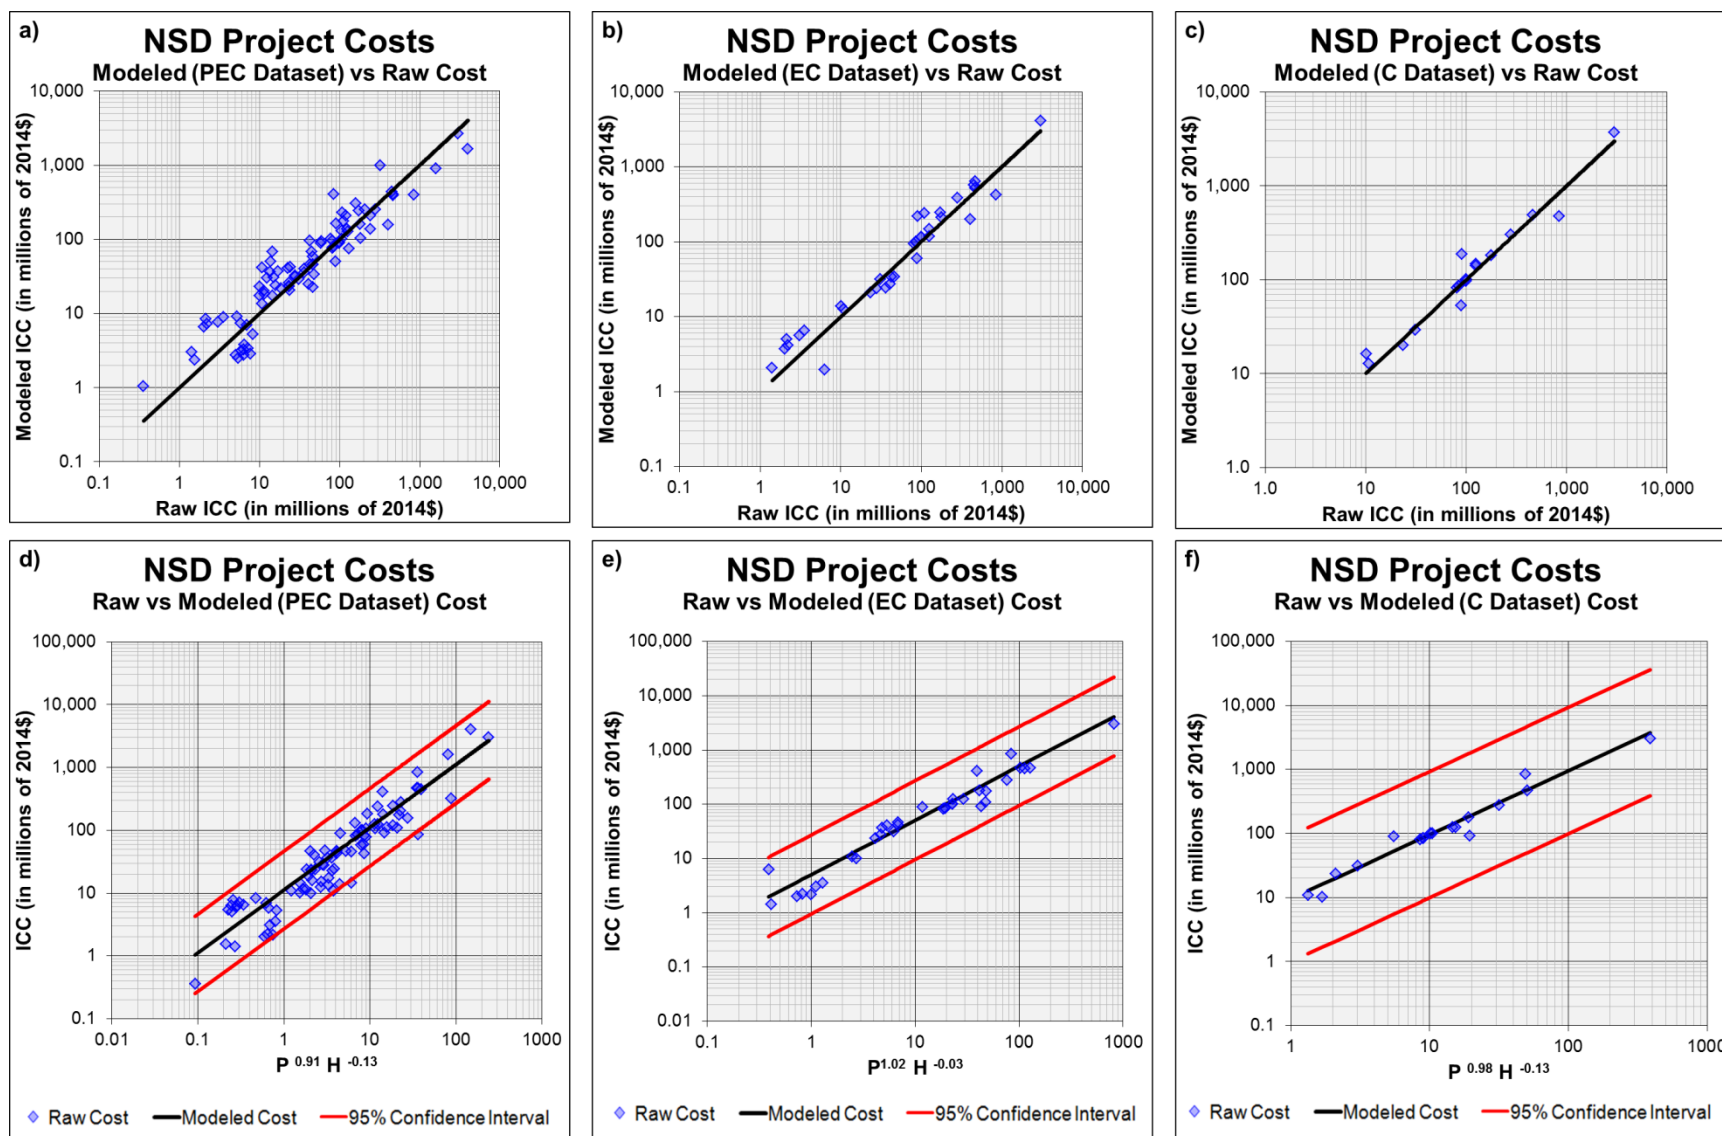 a)
NSD Project Costs
Modeled (PEC Dataset) vs Raw Cost
Modeled ICC (in millions of 2014$)
10,000
1,000
100
10
1
0.1
0.1 1 10 100 1,000 10,000
Raw ICC (in millions of 2014$)
b)
NSD Project Costs
Modeled (EC Dataset) vs Raw Cost
Modeled ICC (in millions of 2014$)
10,000
1,000
100
10
1
0.1
0.1 1 10 100 1,000 10,000
Raw ICC (in millions of 2014$)
c)
NSD Project Costs
Modeled (C Dataset) vs Raw Cost
Modeled ICC (in millions of 2014$)
10,000
1,000
100
10
1.0
1.0 10 100 1,000 10,000
Raw ICC (in millions of 2014$)
d)
NSD Project Costs
Raw vs Modeled (PEC Dataset) Cost
ICC (in millions of 2014$)
100,000
10,000
1,000
100
10
1
0.1
0.01 0.1 1 10 100 1000
P 0.91 H -0.13
Raw Cost Modeled Cost 95% Confidence Interval
e)
NSD Project Costs
Raw vs Modeled (EC Dataset) Cost
ICC (in millions of 2014$)
100,000
10,000
1,000
100
10
1
0.1
0.01
0.1 1 10 100 1000
P1.02 H -0.03
Raw Cost Modeled Cost 95% Confidence Interval
f)
NSD Project Costs
Raw vs Modeled (C Dataset) Cost
ICC (in millions of 2014$)
100,000
10,000
1,000
100
10
1
0.1
1 10 100 1000
P 0.98 H -0.13
Raw Cost Modeled Cost 95% Confidence Interval